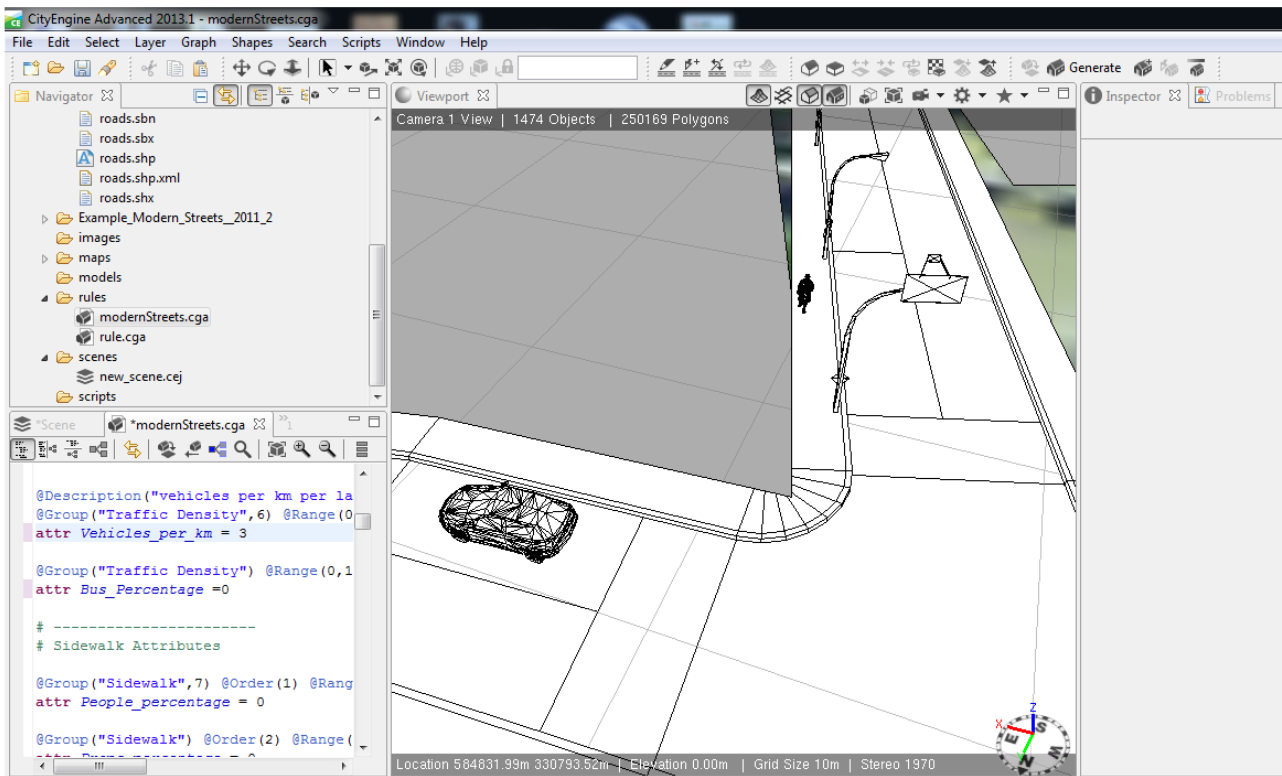 CityEngine Advanced 2013.1 - modernStreets.cga
File Edit Select Layer Graph Shapes Search Scripts Window Help
Generate
Navigator
roads.sbn
roads.sbx
roads.shp
roads.shp.xml
roads.shx
Example_Modern_Streets__2011_2
images
maps
models
rules
modernStreets.cga
rule.cga
scenes
new_scene.cej
scripts
Viewport
Camera 1 View | 1474 Objects | 250169 Polygons
Inspector Problems
*Scene *modernStreets.cga »1
@Description("vehicles per km per la
@Group("Traffic Density",6) @Range(0
attr Vehicles_per_km = 3
@Group("Traffic Density") @Range(0,1
attr Bus_Percentage =0
# -----------------------
# Sidewalk Attributes
@Group("Sidewalk",7) @Order(1) @Rang
attr People_percentage = 0
@Group("Sidewalk") @Order(2) @Range(
Z
X
S
E
W
N
Location 584831.99m 330793.52m | Elevation 0.00m | Grid Size 10m | Stereo 1970